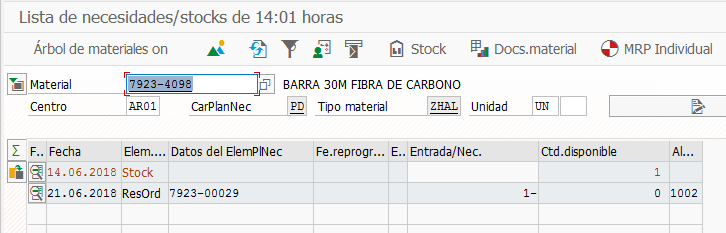 Lista de necesidades/stocks de 14:01 horas
Árbol de materiales on Stock Docs.material MRP Individual
Material 7923-4098 BARRA 30M FIBRA DE CARBONO
Centro AR01 CarPlanNec PD Tipo material ZHAL Unidad UN
Σ F.. Fecha Elem.... Datos del ElemPlNec Fe.reprogr... E.. Entrada/Nec. Ctd.disponible Al...
14.06.2018 Stock 1
21.06.2018 ResOrd 7923-00029 1- 0 1002